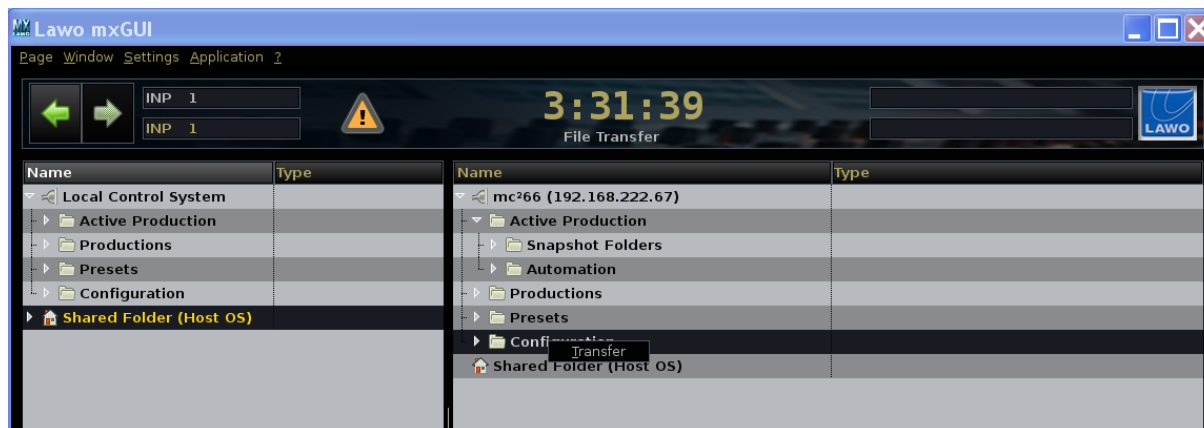 Lawo mxGUI
Page Window Settings Application ?
INP 1
INP 1
3:31:39
File Transfer
LAWO
Name Type
Local Control System
Active Production
Productions
Presets
Configuration
Shared Folder (Host OS)
Name Type
mc²66 (192.168.222.67)
Active Production
Snapshot Folders
Automation
Productions
Presets
Transfer
Shared Folder (Host OS)